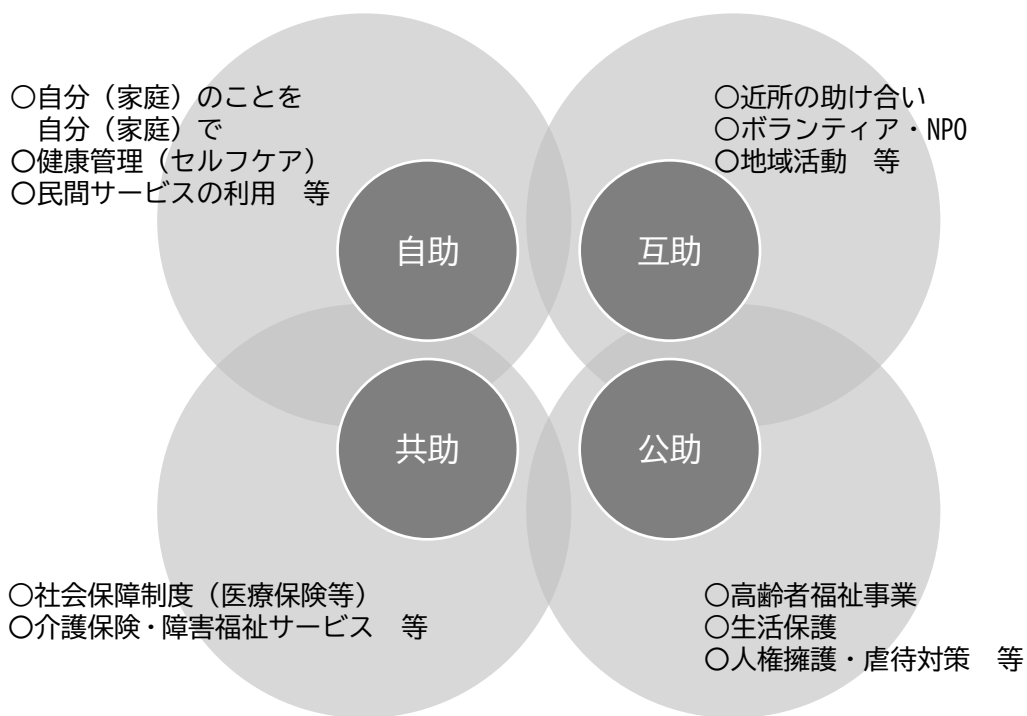 ○自分（家庭）のことを
自分（家庭）で
○健康管理（セルフケア）
○民間サービスの利用　等
○近所の助け合い
○ボランティア・NPO
○地域活動　等
自助
互助
共助
公助
○社会保障制度（医療保険等）
○介護保険・障害福祉サービス　等
○高齢者福祉事業
○生活保護
○人権擁護・虐待対策　等